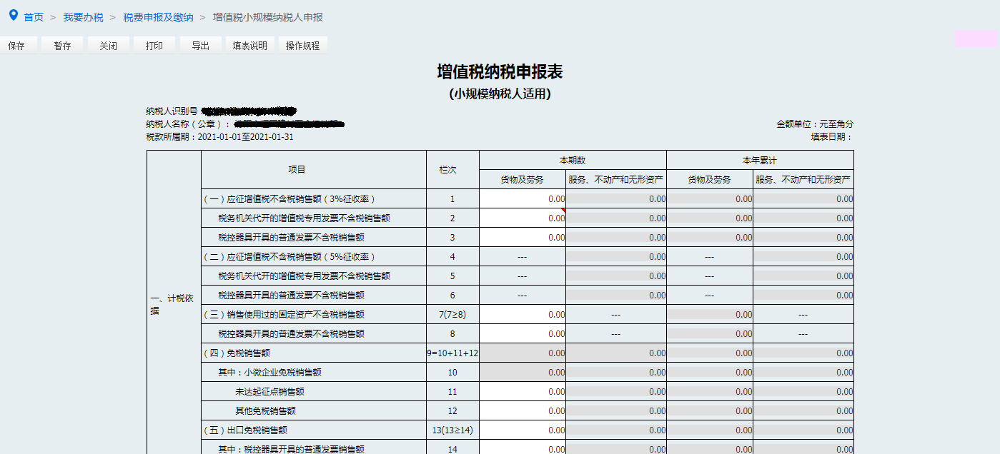 首页 > 我要办税 > 税费申报及缴纳 > 增值税小规模纳税人申报
保存 暂存 关闭 打印 导出 填表说明 操作规程
增值税纳税申报表
(小规模纳税人适用)
纳税人识别号
纳税人名称（公章）：
金额单位：元至角分
税款所属期：2021-01-01至2021-01-31
填表日期：
项目 栏次 本期数 本年累计
货物及劳务 服务、不动产和无形资产 货物及劳务 服务、不动产和无形资产
一、计税依据
（一）应征增值税不含税销售额（3%征收率） 1 0.00 0.00 0.00 0.00
税务机关代开的增值税专用发票不含税销售额 2 0.00 0.00 0.00 0.00
税控器具开具的普通发票不含税销售额 3 0.00 0.00 0.00 0.00
（二）应征增值税不含税销售额（5%征收率） 4 --- 0.00 --- 0.00
税务机关代开的增值税专用发票不含税销售额 5 --- 0.00 --- 0.00
税控器具开具的普通发票不含税销售额 6 --- 0.00 --- 0.00
（三）销售使用过的固定资产不含税销售额 7(7≥8) 0.00 --- 0.00 ---
税控器具开具的普通发票不含税销售额 8 0.00 --- 0.00 ---
（四）免税销售额 9=10+11+12 0.00 0.00 0.00 0.00
其中：小微企业免税销售额 10 0.00 0.00 0.00 0.00
未达起征点销售额 11 0.00 0.00 0.00 0.00
其他免税销售额 12 0.00 0.00 0.00 0.00
（五）出口免税销售额 13(13≥14) 0.00 0.00 0.00 0.00
其中：税控器具开具的普通发票销售额 14 0.00 0.00 0.00 0.00